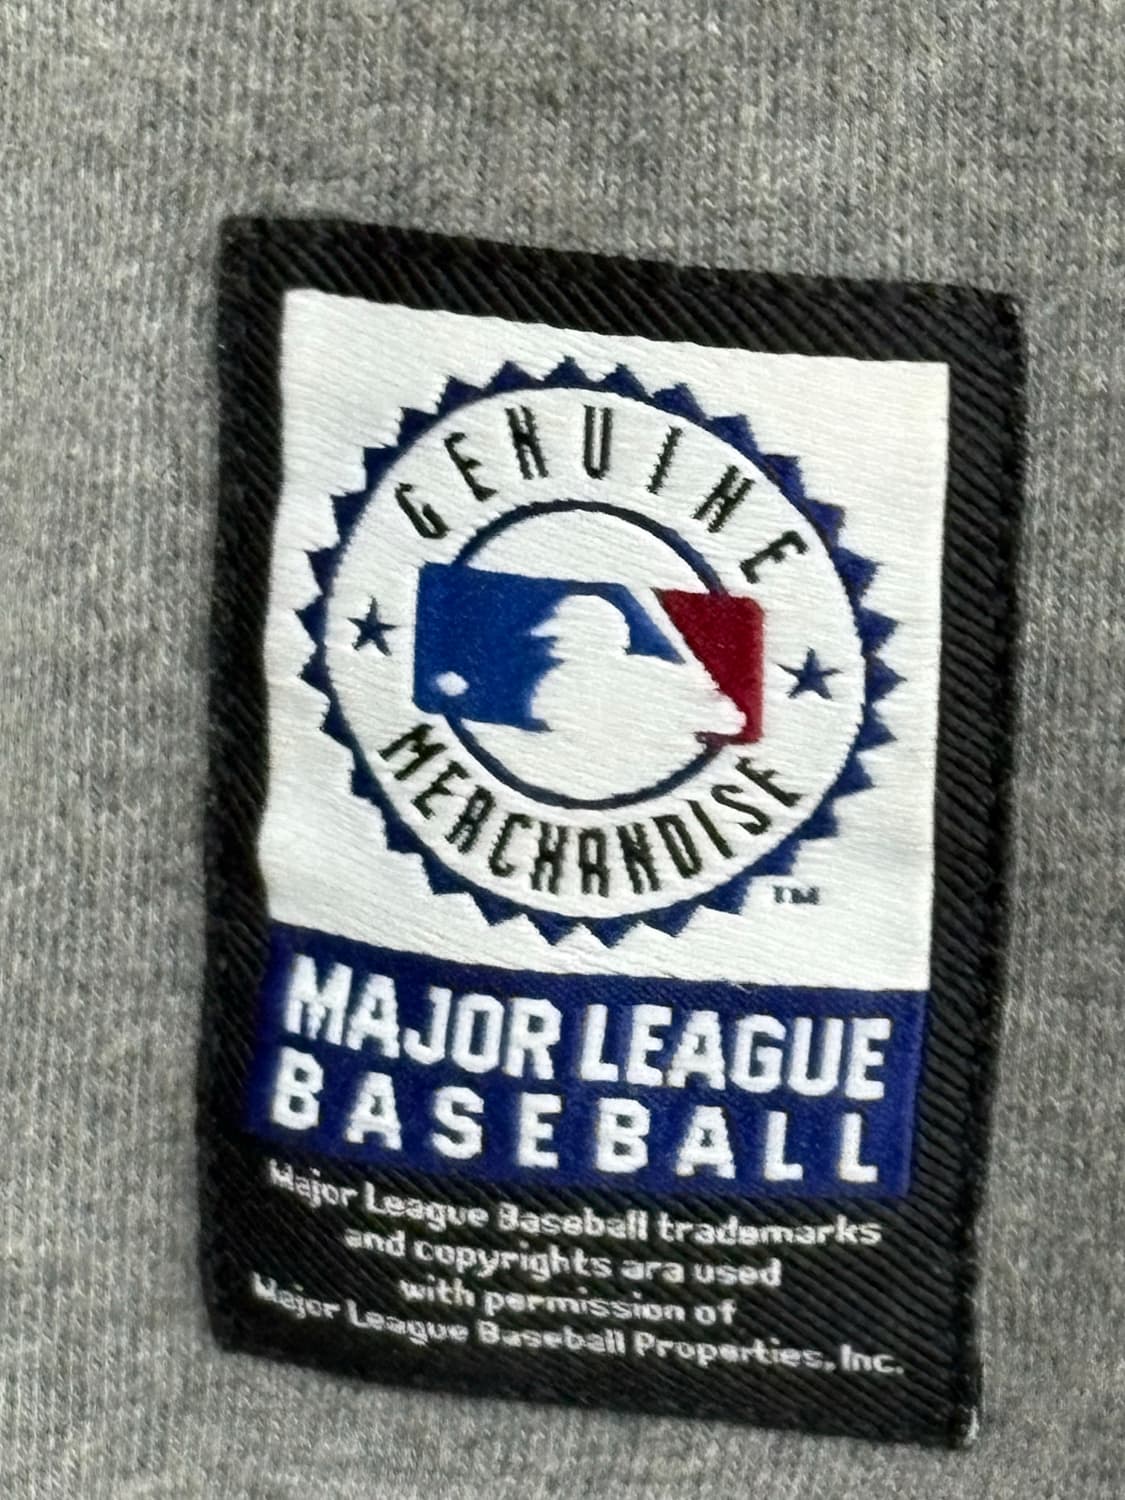 GENUINE
MERCHANDISE
TM
MAJOR LEAGUE
BASEBALL
Major League Baseball trademarks
and copyrights are used
with permission of
Major League Baseball Properties, Inc.